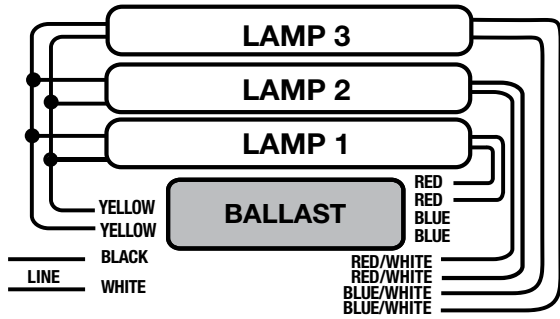 LAMP 3
LAMP 2
LAMP 1
BALLAST
YELLOW
YELLOW
BLACK
LINE
WHITE
RED
RED
BLUE
BLUE
RED/WHITE
RED/WHITE
BLUE/WHITE
BLUE/WHITE